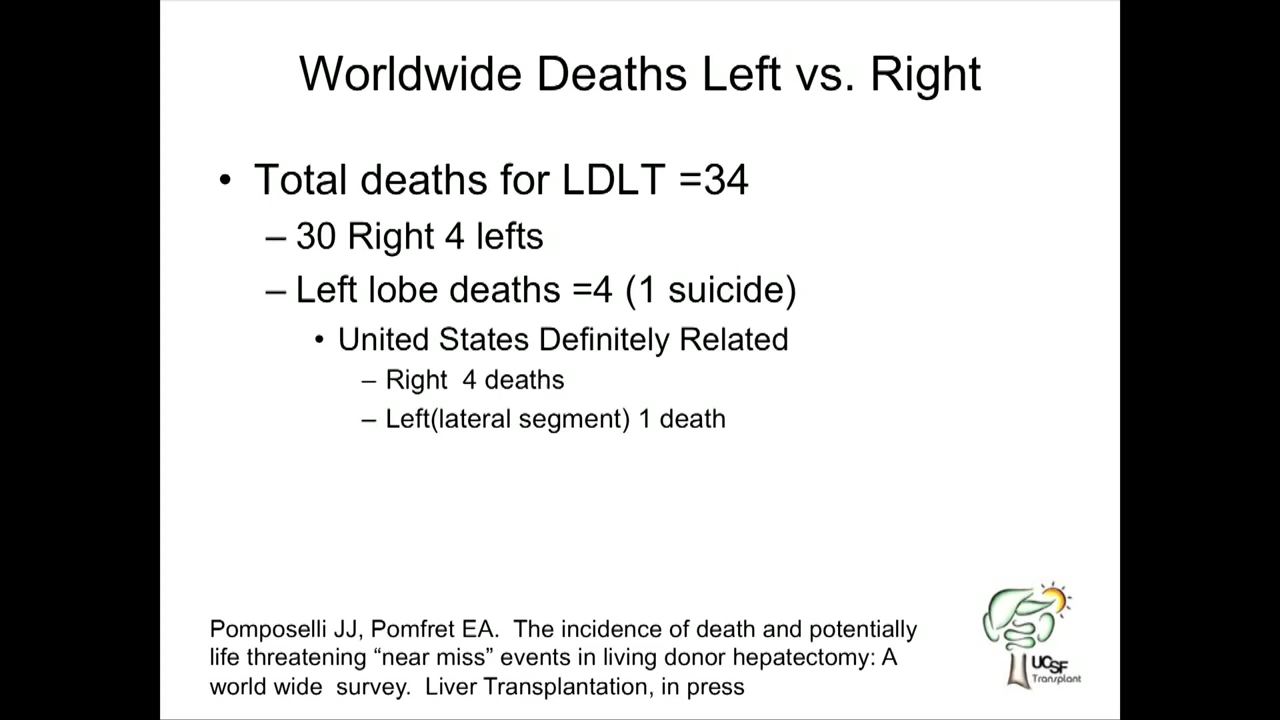 Worldwide Deaths Left vs. Right
• Total deaths for LDLT =34
– 30 Right 4 lefts
– Left lobe deaths =4 (1 suicide)
• United States Definitely Related
– Right  4 deaths
– Left(lateral segment) 1 death
Pomposelli JJ, Pomfret EA.  The incidence of death and potentially
life threatening “near miss” events in living donor hepatectomy: A
world wide  survey.  Liver Transplantation, in press
UCSF
Transplant